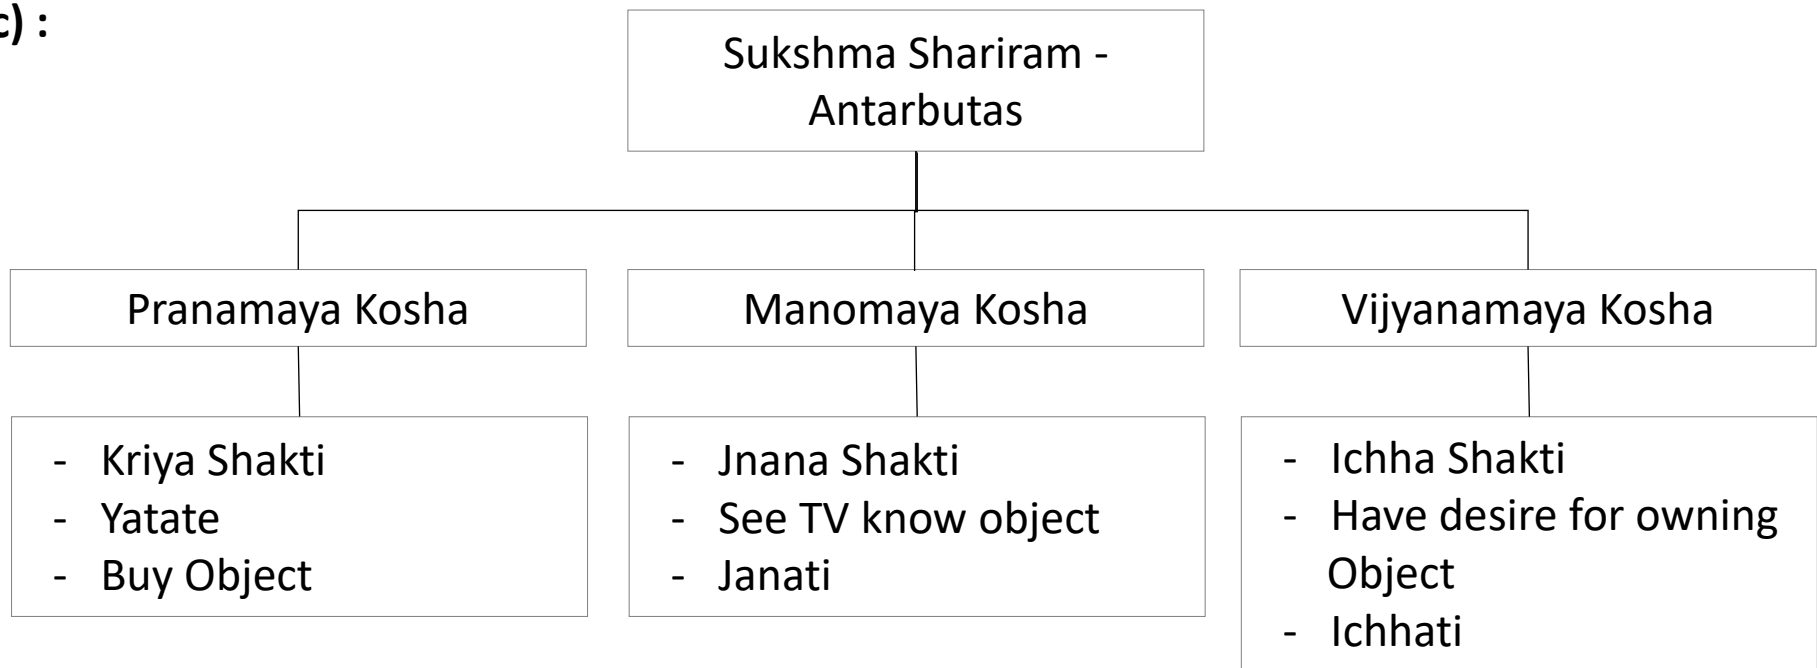 c) :
Sukshma Shariram -
Antarbutas
Pranamaya Kosha
Manomaya Kosha
Vijyanamaya Kosha
- Kriya Shakti
- Yatate
- Buy Object
- Jnana Shakti
- See TV know object
- Janati
- Ichha Shakti
- Have desire for owning
Object
- Ichhati